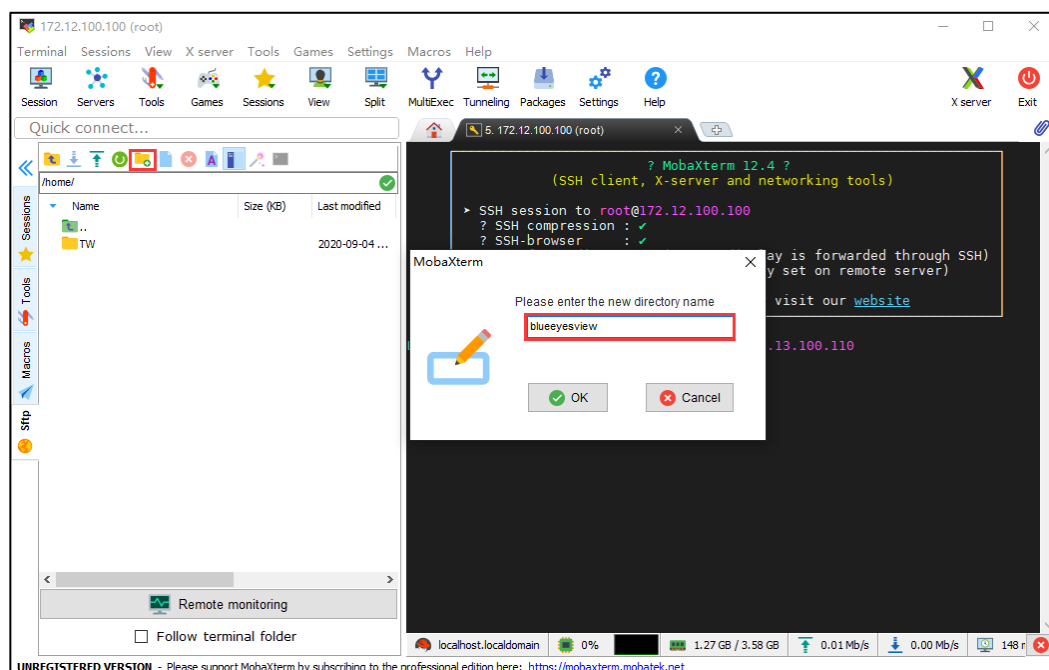 172.12.100.100 (root)
Terminal Sessions View X server Tools Games Settings Macros Help
Session Servers Tools Games Sessions View Split MultiExec Tunneling Packages Settings Help X server Exit
Quick connect...
5. 172.12.100.100 (root)
/home/
Name Size (KB) Last modified
..
TW 2020-09-04 ...
Sessions
Tools
Macros
Sftp
? MobaXterm 12.4 ?
(SSH client, X-server and networking tools)
➤ SSH session to root@172.12.100.100
? SSH compression : ✔
? SSH-browser : ✔
ay is forwarded through SSH)
y set on remote server)
visit our website
.13.100.110
MobaXterm
Please enter the new directory name
blueeyesview
OK Cancel
Remote monitoring
Follow terminal folder
localhost.localdomain 0% 1.27 GB / 3.58 GB 0.01 Mb/s 0.00 Mb/s 148
UNREGISTERED VERSION - Please support MobaXterm by subscribing to the professional edition here: https://mobaxterm.mobatek.net